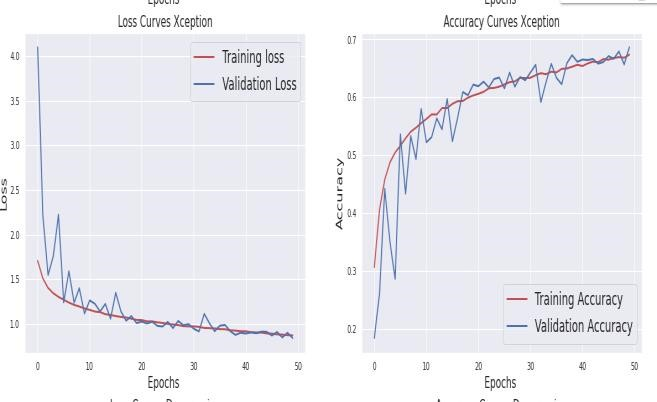 Epochs
Epochs
Loss Curves Xception
Accuracy Curves Xception
Training loss
Validation Loss
4.0
3.5
3.0
2.5
2.0
1.5
1.0
Loss
0
10
20
30
40
50
Epochs
0.7
0.6
0.5
0.4
0.3
0.2
Accuracy
Training Accuracy
Validation Accuracy
0
10
20
30
40
50
Epochs